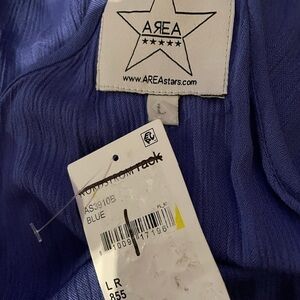 AREA
www.AREAstars.com
L
NORDSTROM rack
AS3910B
BLUE
L R
855